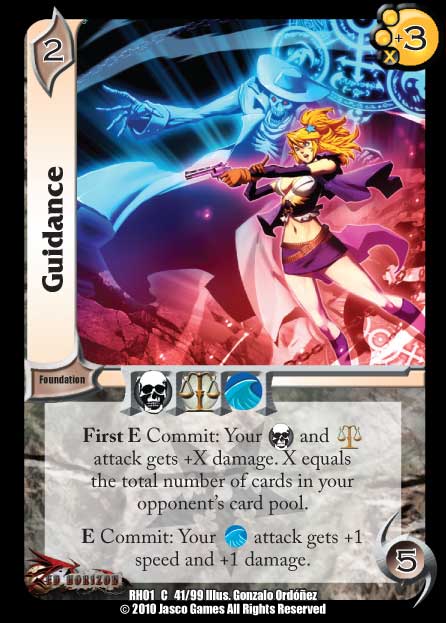 2
+3
X
Guidance
Foundation
First E Commit: Your and
attack gets +X damage. X equals
the total number of cards in your
opponent's card pool.
E Commit: Your attack gets +1
speed and +1 damage.
5
RED HORIZON
RH01 C 41/99 Illus. Gonzalo Ordóñez
© 2010 Jasco Games All Rights Reserved